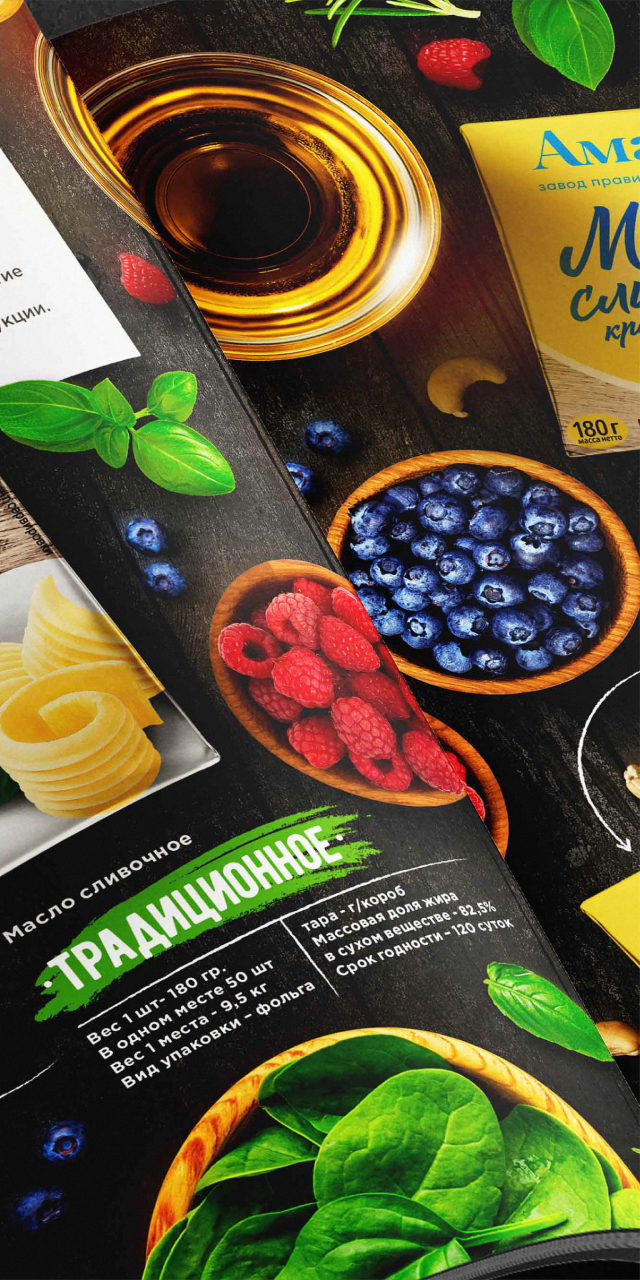 Ама
завод прави
М
сли
кр
180 г
масса нетто
ие
укции.
Масло сливочное
·ТРАДИЦИОННОЕ·
Вес 1 шт- 180 гр.
В одном месте 50 шт
Вес 1 места - 9,5 кг
Вид упаковки – фольга
тара - г/короб
Массовая доля жира
в сухом веществе - 82,5%
Срок годности – 120 суток